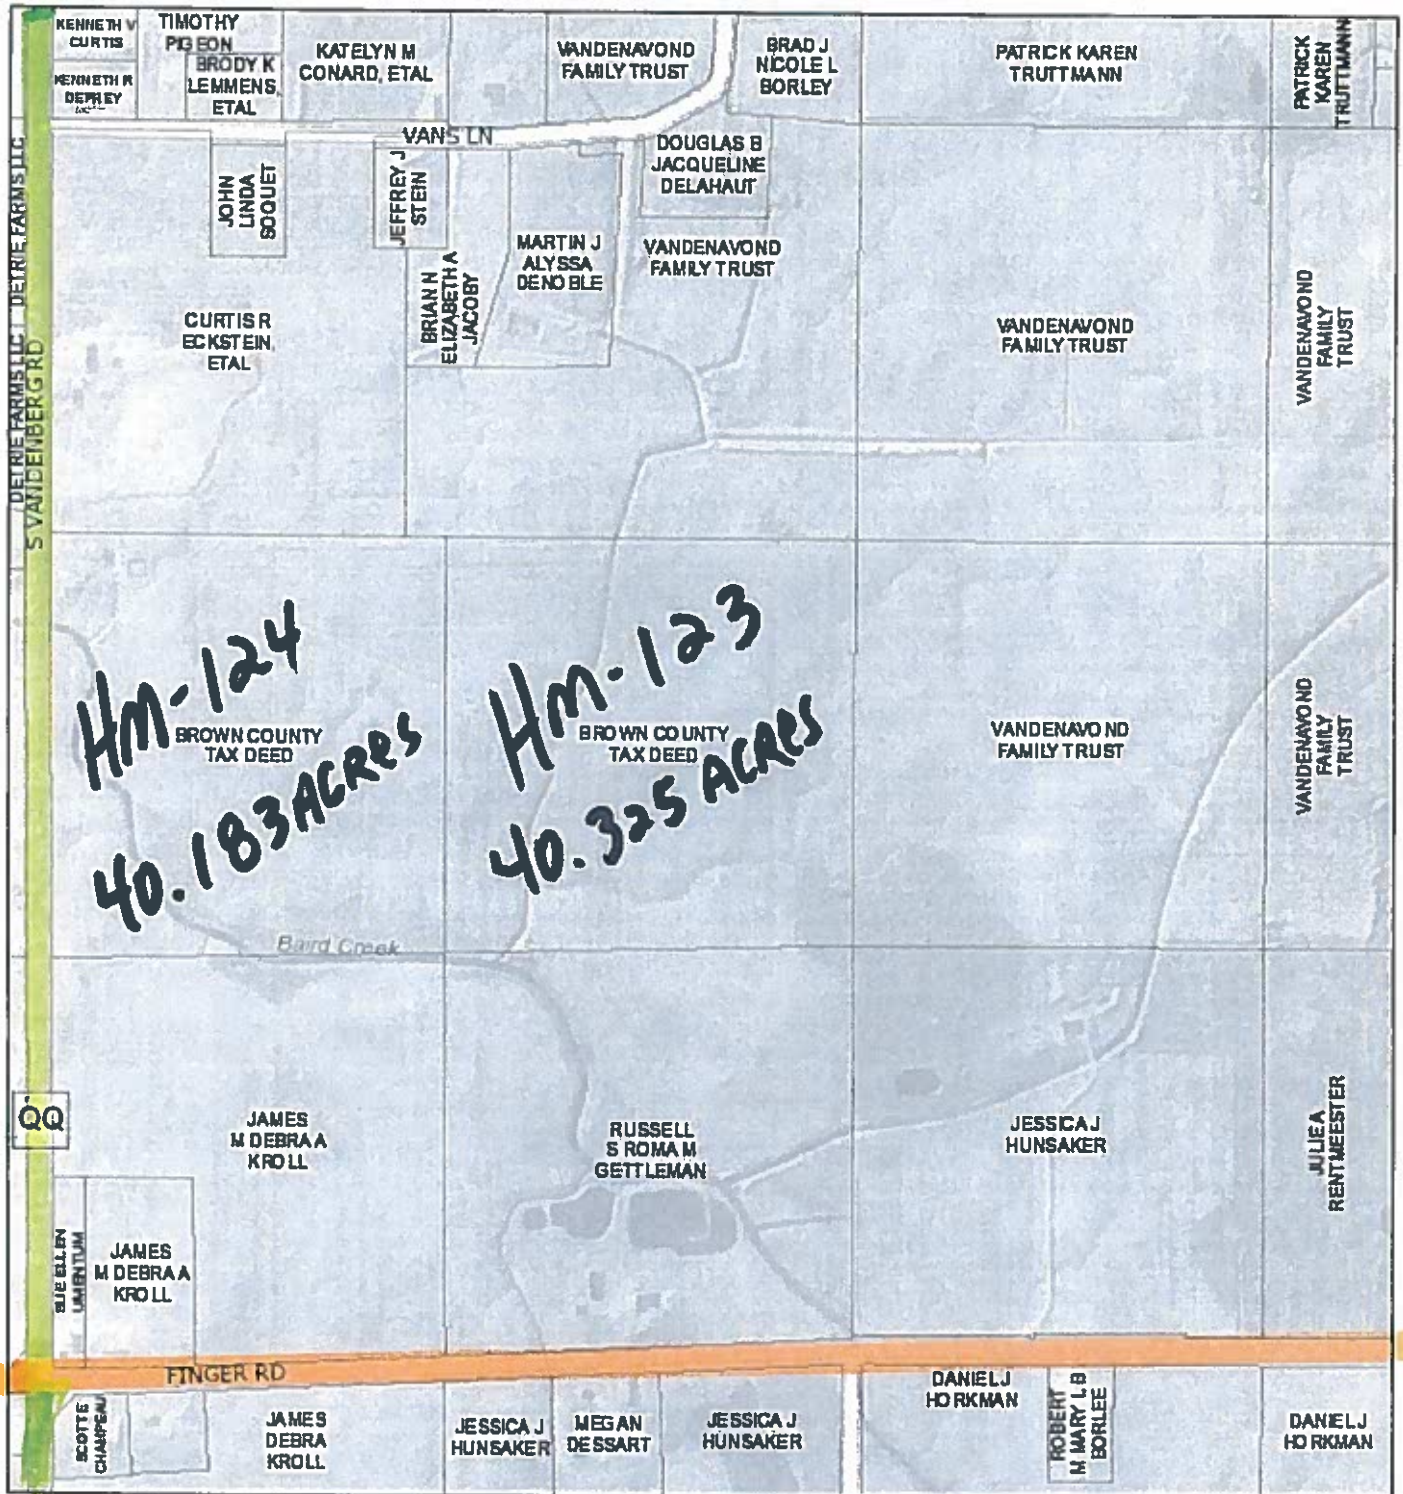 KENNETH V
CURTIS
TIMOTHY
PIGEON
BRODY K
LEMMENS,
ETAL
KENNETH R
DEPREY
KATELYN M
CONARD, ETAL
VANDENAVOND
FAMILY TRUST
BRAD J
NICOLE L
BORLEY
PATRICK KAREN
TRUTTMANN
PATRICK
KAREN
TRUTTMANN
VANS LN
DETRIE FARMS LLC
DETRIE FARMS LLC
S VANDENBERG RD
JOHN
LINDA
SOQUET
JEFFREY J
STEIN
DOUGLAS B
JACQUELINE
DELAHAUT
BRIAN N
ELIZABETH A
JACOBY
MARTIN J
ALYSSA
DENOBLE
VANDENAVOND
FAMILY TRUST
CURTIS R
ECKSTEIN,
ETAL
VANDENAVOND
FAMILY TRUST
VANDENAVOND
FAMILY
TRUST
HM-124
BROWN COUNTY
TAX DEED
40.183 ACRES
HM-123
BROWN COUNTY
TAX DEED
40.325 ACRES
VANDENAVOND
FAMILY TRUST
VANDENAVOND
FAMILY
TRUST
Baird Creek
QQ
JAMES
M DEBRA A
KROLL
RUSSELL
S ROMA M
GETTLEMAN
JESSICA J
HUNSAKER
JULIE A
RENTMEESTER
SUE ELLEN
UMENTUM
JAMES
M DEBRA A
KROLL
FINGER RD
SCOTT E
CHAMPEAU
JAMES
DEBRA
KROLL
JESSICA J
HUNSAKER
MEGAN
DESSART
JESSICA J
HUNSAKER
DANIEL J
HORKMAN
ROBERT
M MARY L B
BORLEE
DANIEL J
HORKMAN